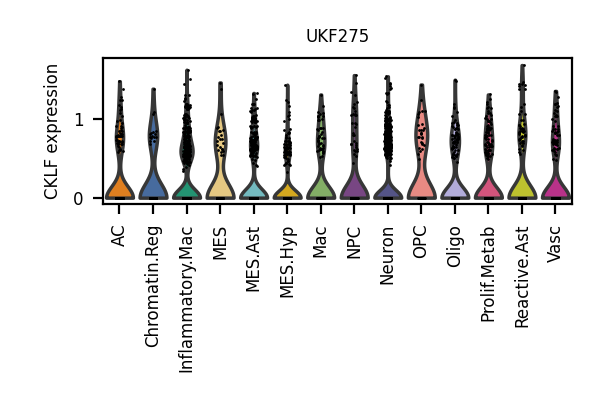 UKF275
CKLF expression
1
0
AC
Chromatin.Reg
Inflammatory.Mac
MES
MES.Ast
MES.Hyp
Mac
NPC
Neuron
OPC
Oligo
Prolif.Metab
Reactive.Ast
Vasc